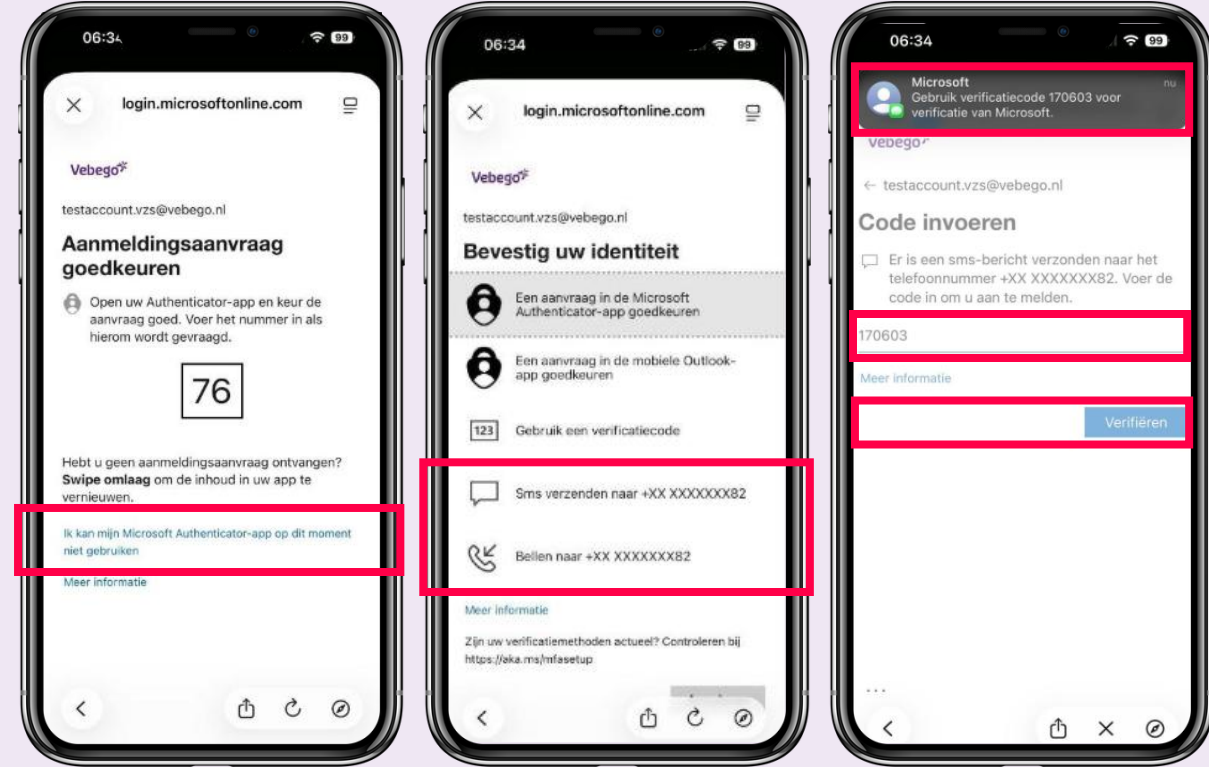 06:34
99
login.microsoftonline.com
Vebego
testaccount.vzs@vebego.nl
Aanmeldingsaanvraag
goedkeuren
Open uw Authenticator-app en keur de
aanvraag goed. Voer het nummer in als
hierom wordt gevraagd.
76
Hebt u geen aanmeldingsaanvraag ontvangen?
Swipe omlaag om de inhoud in uw app te
vernieuwen.
Ik kan mijn Microsoft Authenticator-app op dit moment
niet gebruiken
Meer informatie
06:34
99
login.microsoftonline.com
Vebego
testaccount.vzs@vebego.nl
Bevestig uw identiteit
Een aanvraag in de Microsoft
Authenticator-app goedkeuren
Een aanvraag in de mobiele Outlook-
app goedkeuren
123
Gebruik een verificatiecode
Sms verzenden naar +XX XXXXXXX82
Bellen naar +XX XXXXXXX82
Meer informatie
Zijn uw verificatiemethoden actueel? Controleren bij
https://aka.ms/mfasetup
06:34
99
Microsoft
nu
Gebruik verificatiecode 170603 voor
verificatie van Microsoft.
Vebego
testaccount.vzs@vebego.nl
Code invoeren
Er is een sms-bericht verzonden naar het
telefoonnummer +XX XXXXXXX82. Voer de
code in om u aan te melden.
170603
Meer informatie
Verifiëren